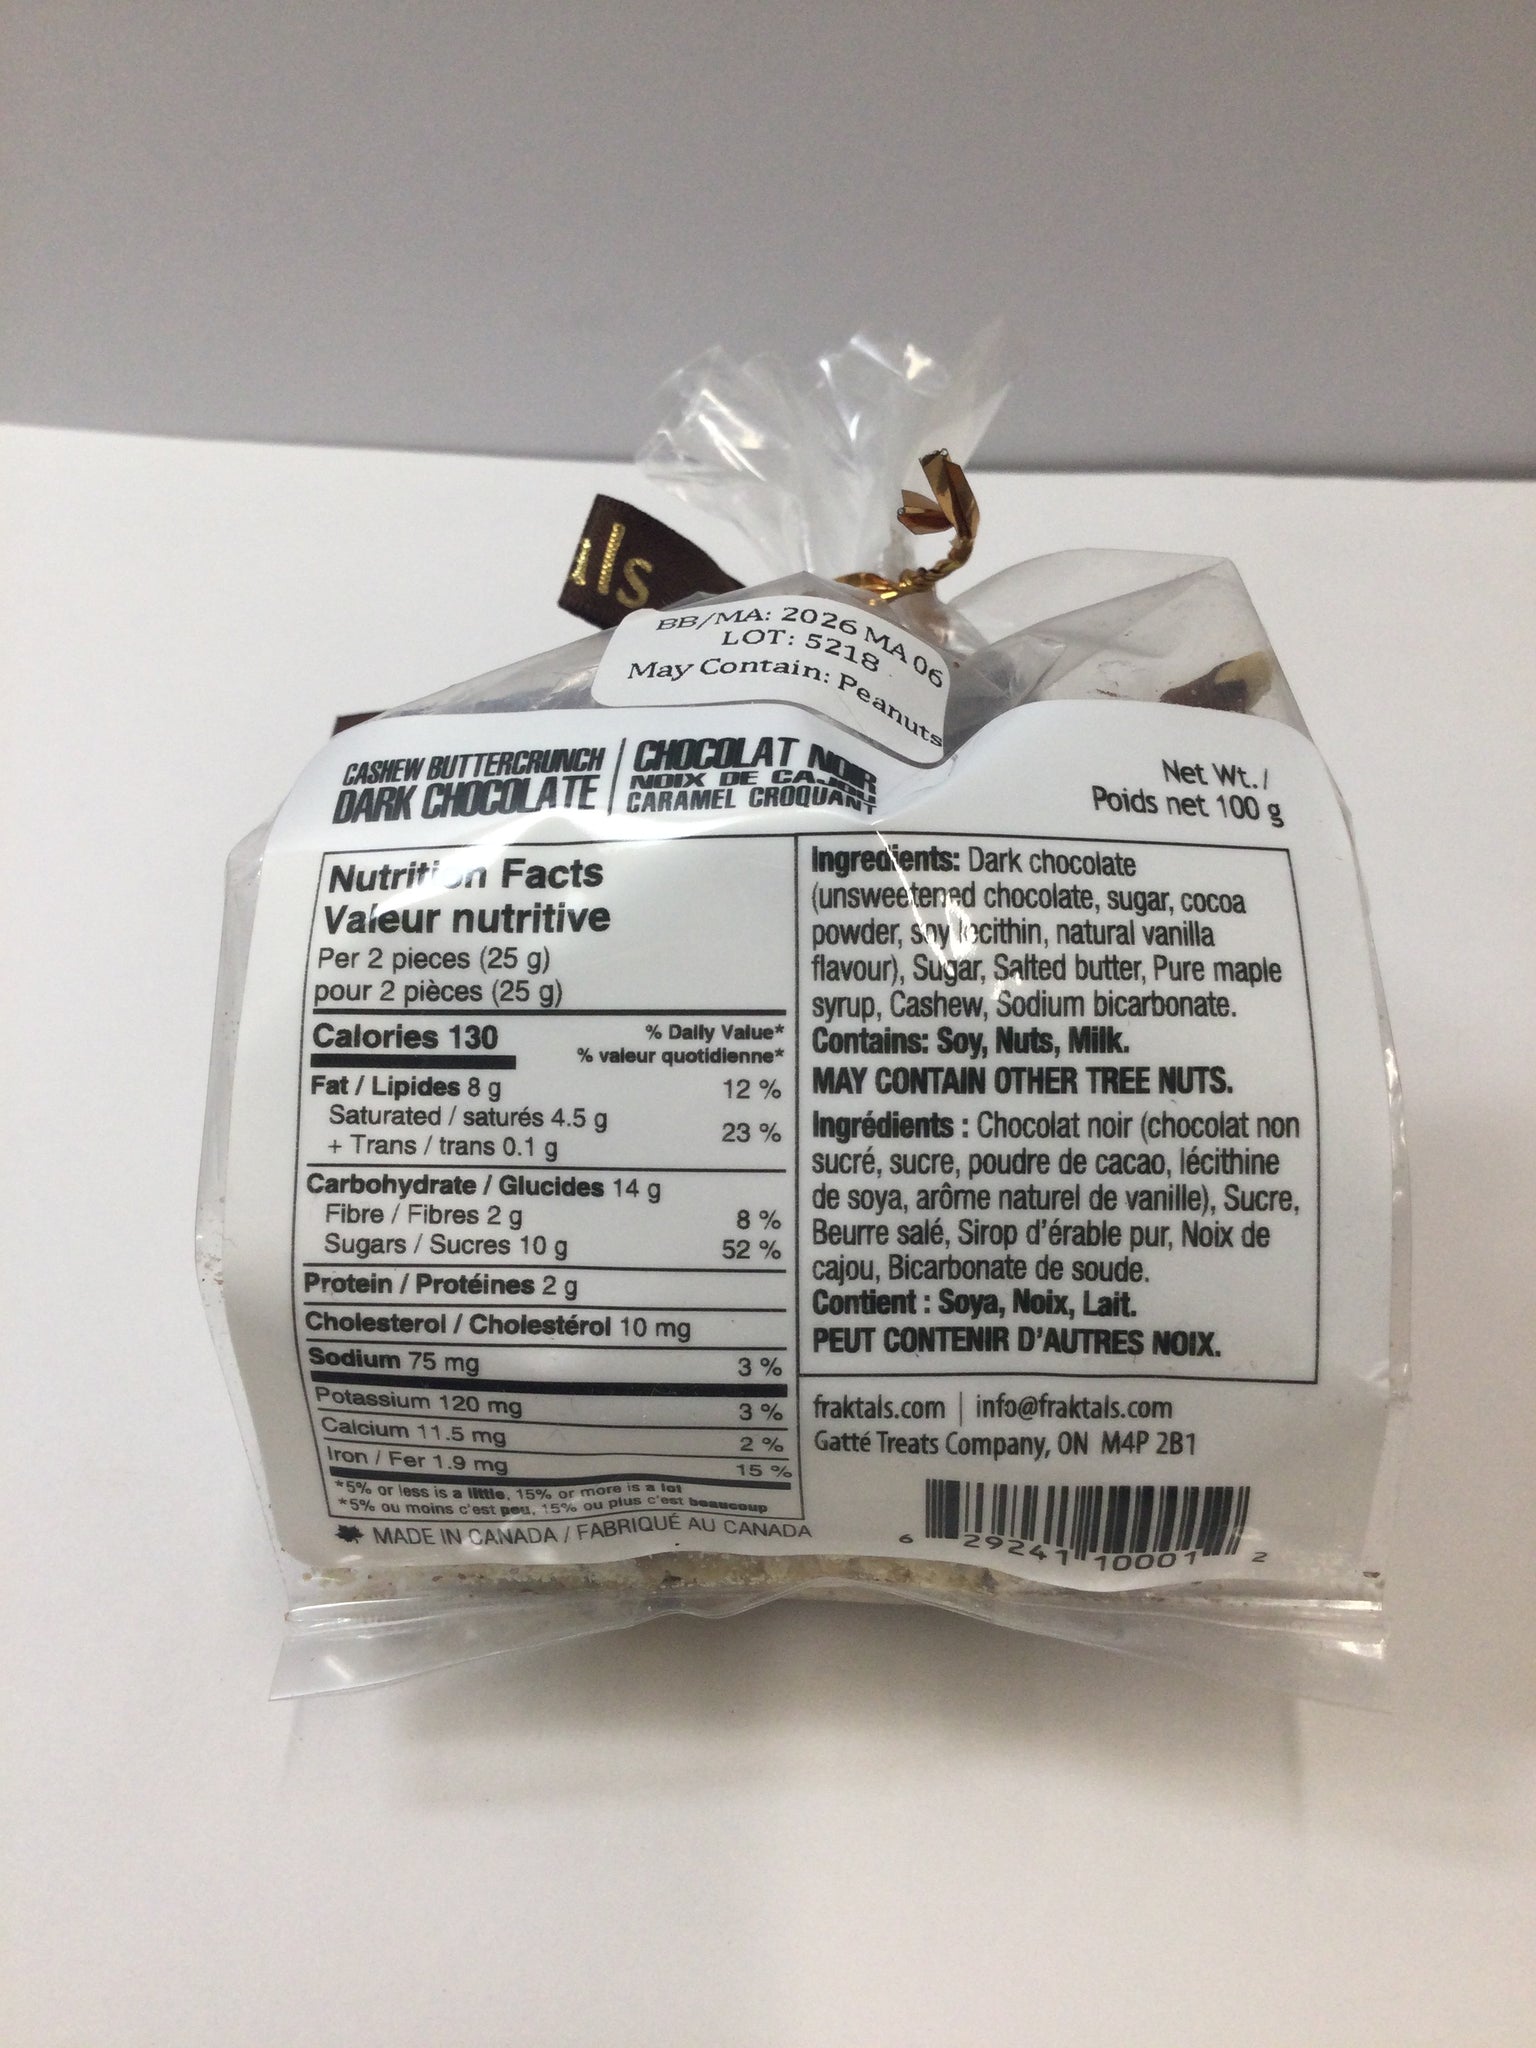 ls
BB/MA: 2026 MA 06
LOT: 5218
May Contain: Peanuts
CASHEW BUTTERCRUNCH
DARK CHOCOLATE
CHOCOLAT NOIR
NOIX DE CAJOU
CARAMEL CROQUANT
Net Wt./
Poids net 100 g
Nutrition Facts
Valeur nutritive
Per 2 pieces (25 g)
pour 2 pièces (25 g)
Calories 130
% Daily Value*
% valeur quotidienne*
Fat / Lipides 8 g 12 %
Saturated / saturés 4.5 g
+ Trans / trans 0.1 g 23 %
Carbohydrate / Glucides 14 g
Fibre / Fibres 2 g 8 %
Sugars / Sucres 10 g 52 %
Protein / Protéines 2 g
Cholesterol / Cholestérol 10 mg
Sodium 75 mg 3 %
Potassium 120 mg 3 %
Calcium 11.5 mg 2 %
Iron / Fer 1.9 mg 15 %
*5% or less is a little, 15% or more is a lot
*5% ou moins c'est peu, 15% ou plus c'est beaucoup
MADE IN CANADA / FABRIQUÉ AU CANADA
Ingredients: Dark chocolate
(unsweetened chocolate, sugar, cocoa
powder, soy lecithin, natural vanilla
flavour), Sugar, Salted butter, Pure maple
syrup, Cashew, Sodium bicarbonate.
Contains: Soy, Nuts, Milk.
MAY CONTAIN OTHER TREE NUTS.
Ingrédients : Chocolat noir (chocolat non
sucré, sucre, poudre de cacao, lécithine
de soya, arôme naturel de vanille), Sucre,
Beurre salé, Sirop d'érable pur, Noix de
cajou, Bicarbonate de soude.
Contient : Soya, Noix, Lait.
PEUT CONTENIR D'AUTRES NOIX.
fraktals.com | info@fraktals.com
Gatté Treats Company, ON M4P 2B1
6 29241 10001 2